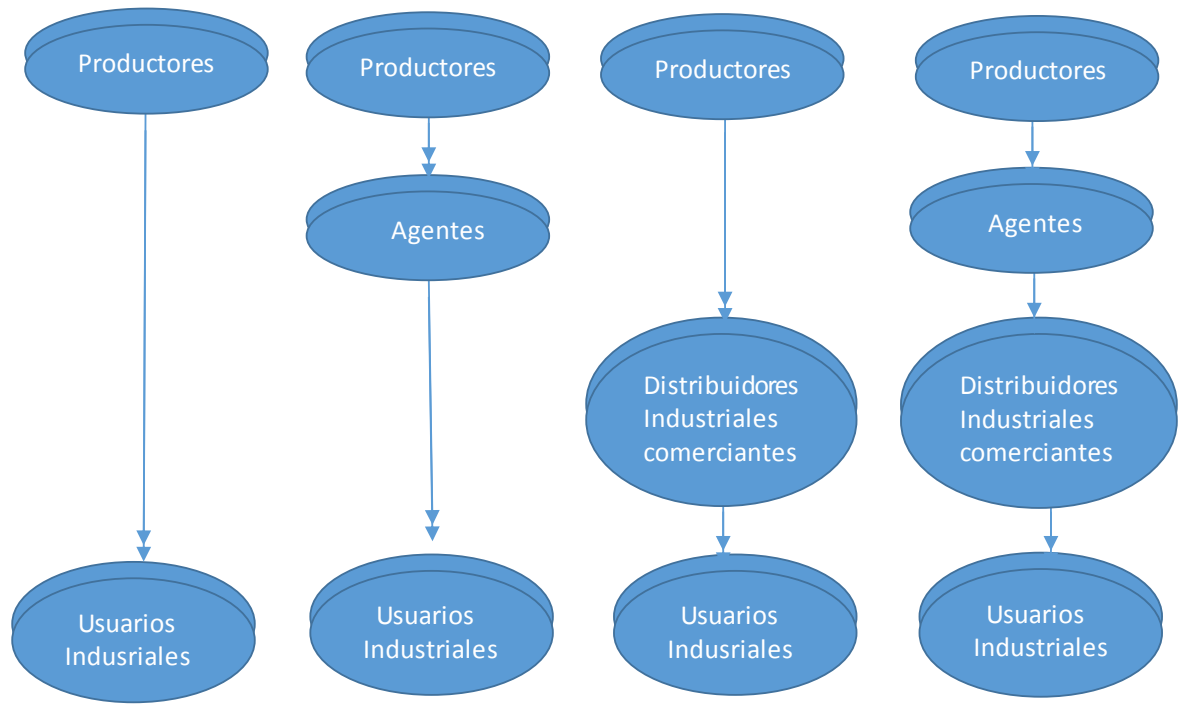 Productores
Productores
Productores
Productores
Agentes
Agentes
Distribuidores
Industriales
comerciantes
Distribuidores
Industriales
comerciantes
Usuarios
Indusriales
Usuarios
Industriales
Usuarios
Indusriales
Usuarios
Industriales